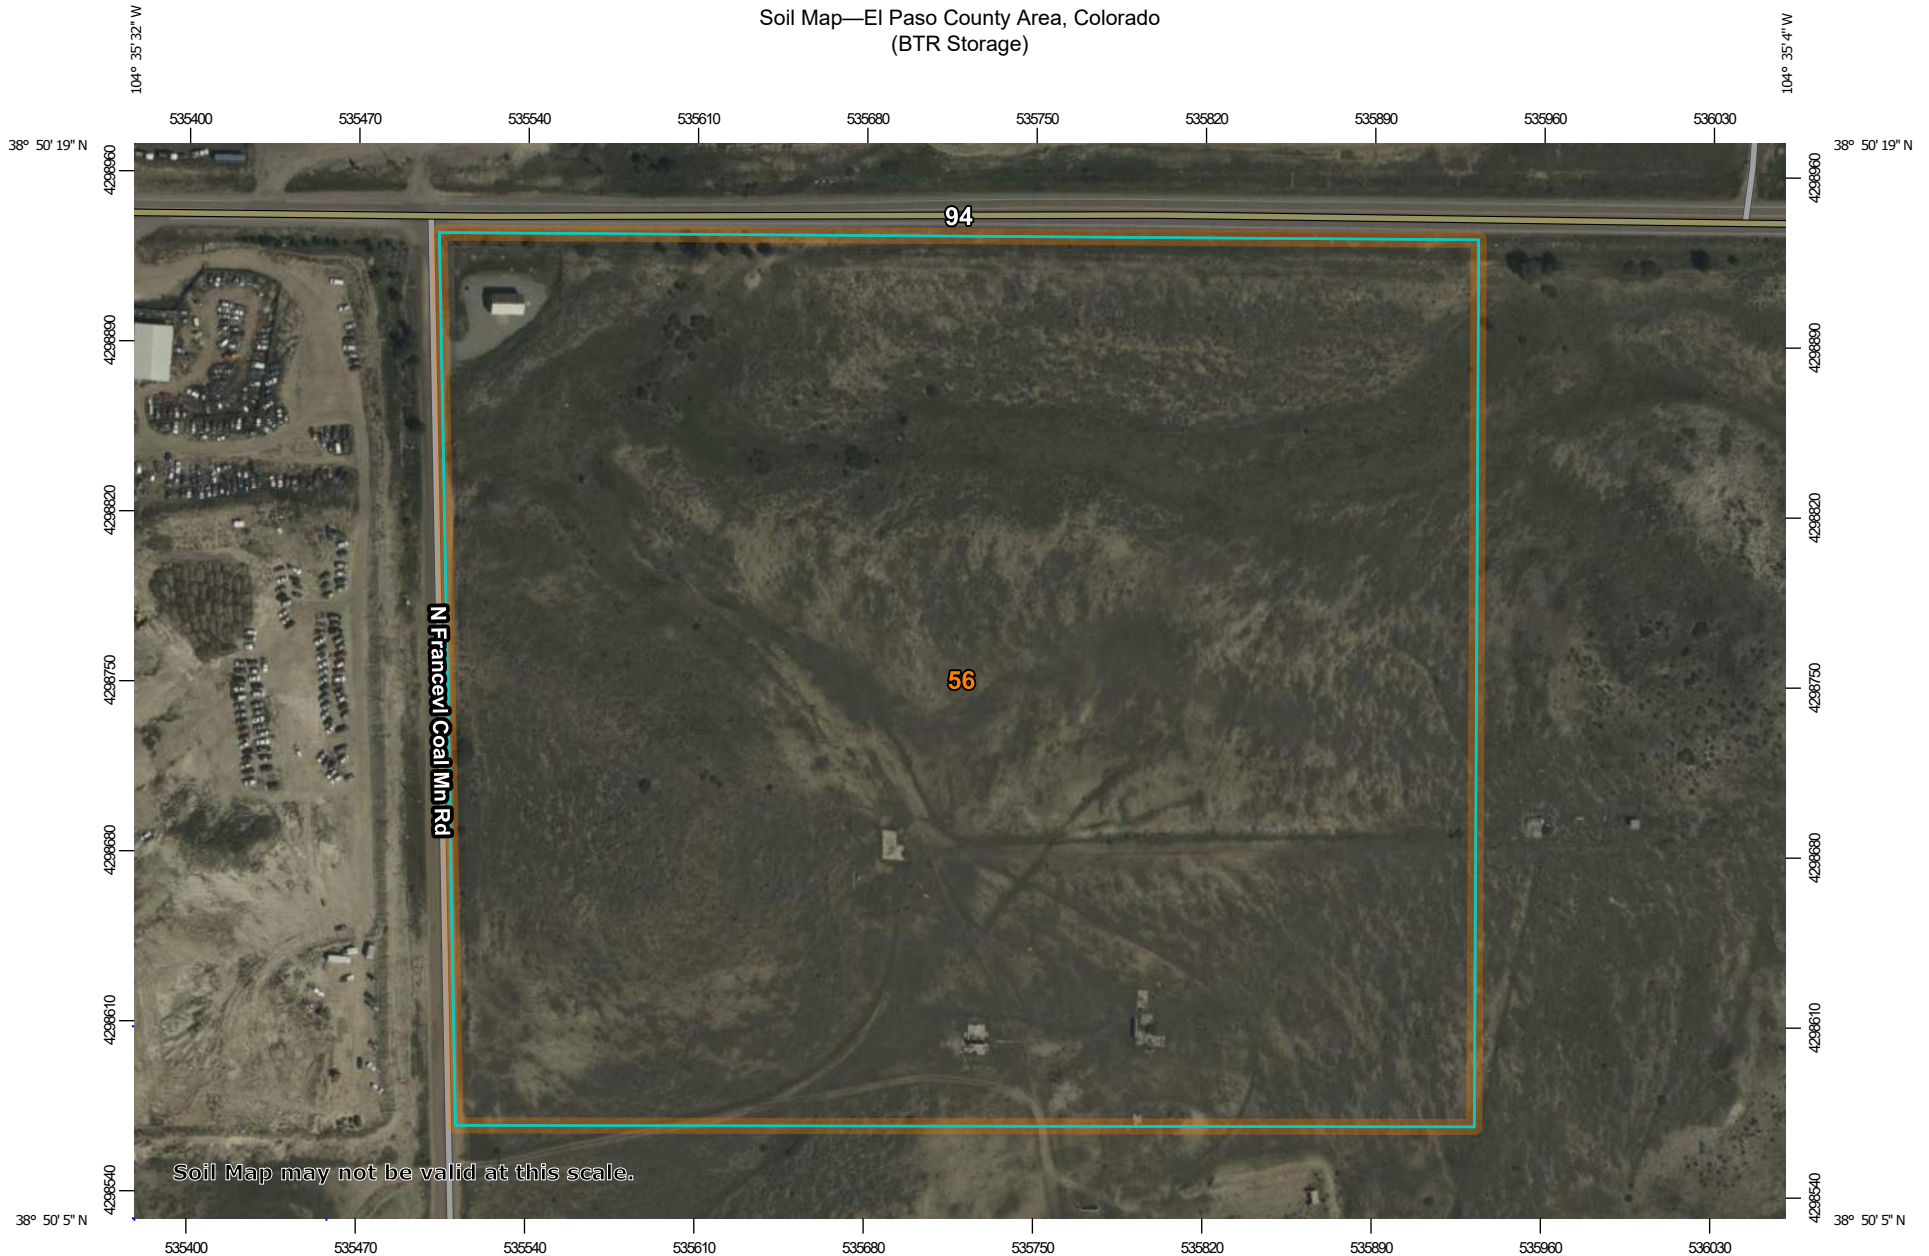 Soil Map—El Paso County Area, Colorado
(BTR Storage)
104° 35' 32'' W
104° 35' 4'' W
535400 535470 535540 535610 535680 535750 535820 535890 535960 536030
38° 50' 19'' N
38° 50' 19'' N
4298960
4298960
94
4298890
4298890
4298820
4298820
N Francevl Coal Mn Rd
56
4298750
4298750
4298680
4298680
4298610
4298610
Soil Map may not be valid at this scale.
4298540
4298540
38° 50' 5'' N
38° 50' 5'' N
535400 535470 535540 535610 535680 535750 535820 535890 535960 536030